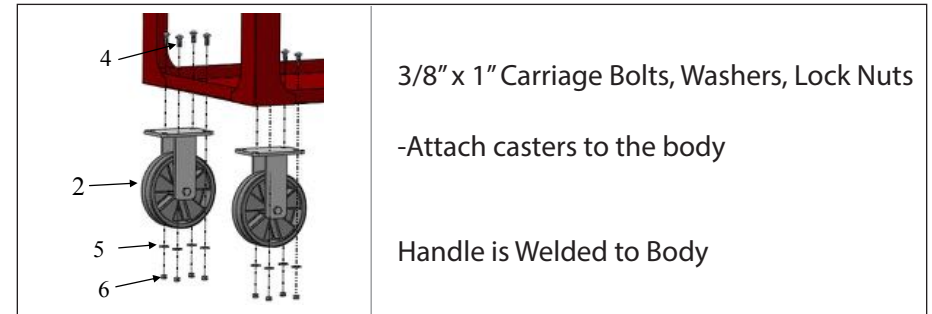 4
2
5
6
3/8” x 1” Carriage Bolts, Washers, Lock Nuts
-Attach casters to the body
Handle is Welded to Body